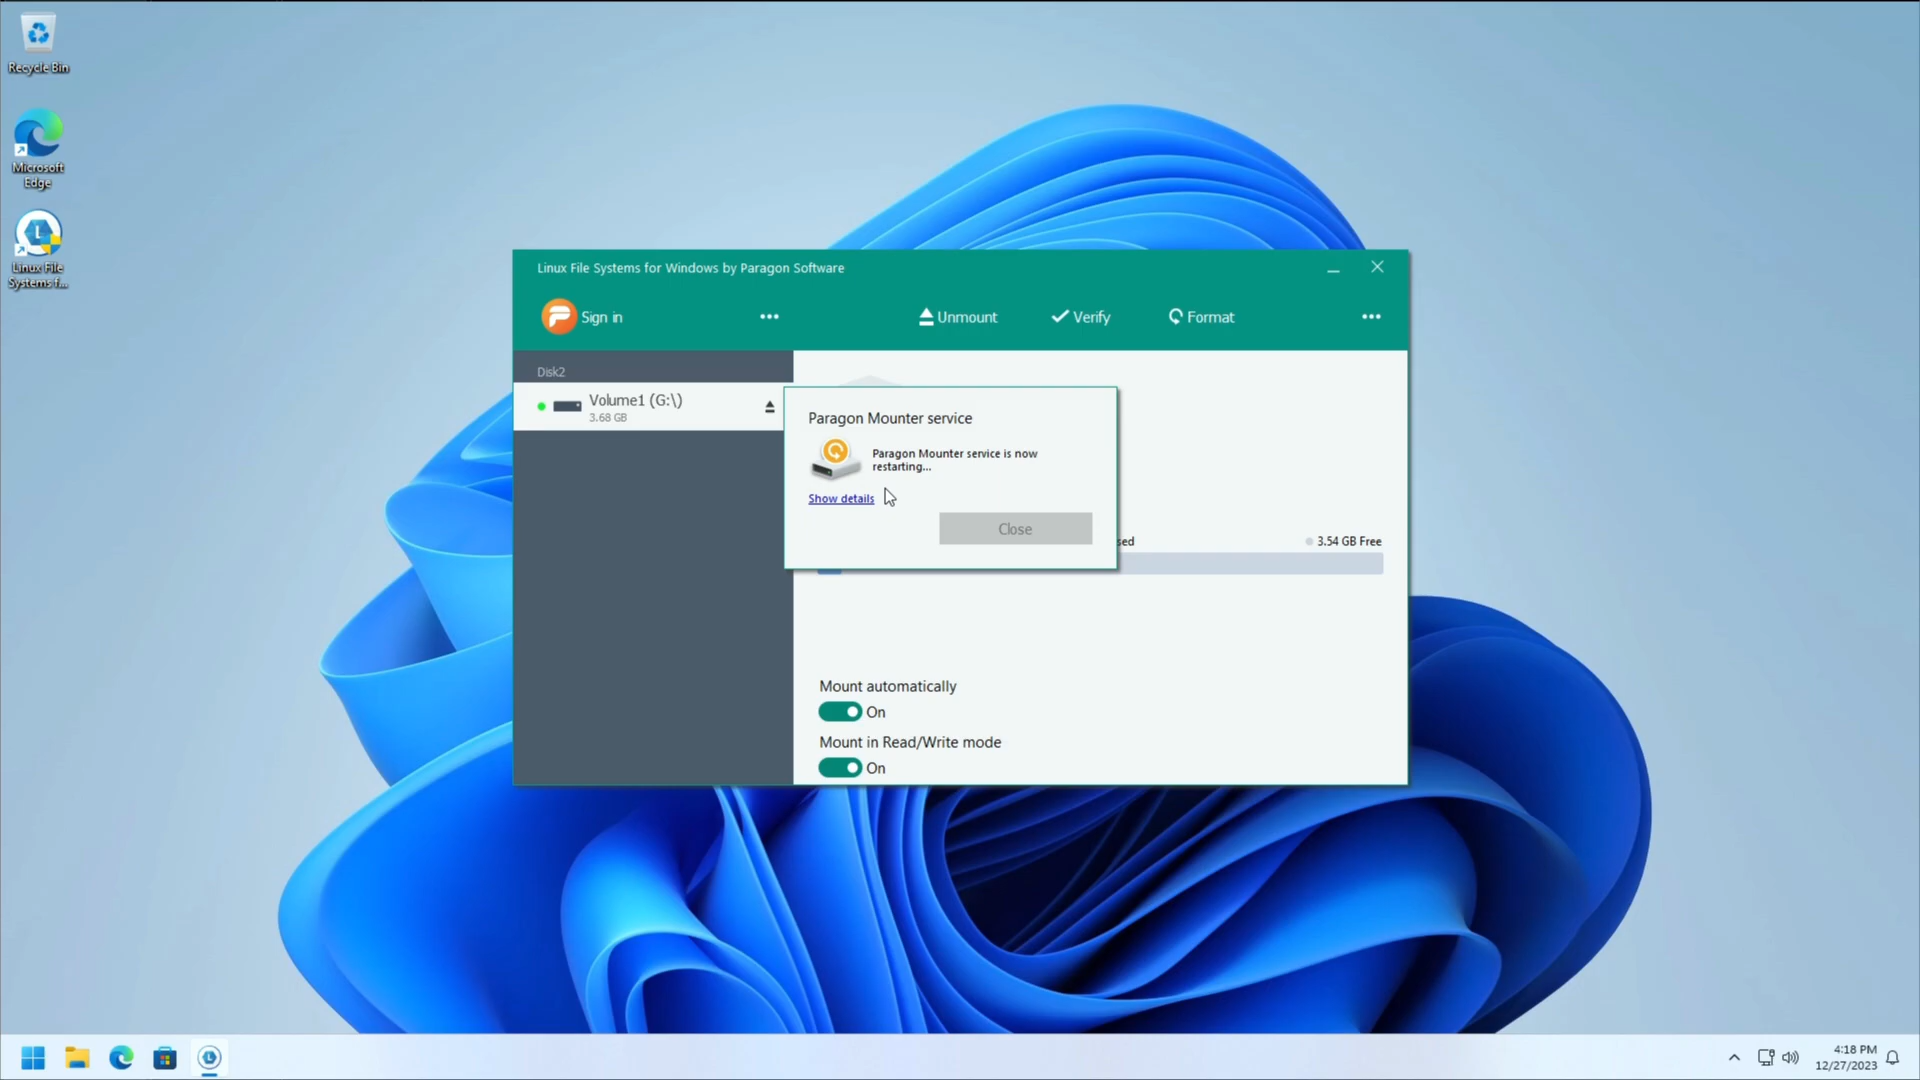 Recycle Bin
Microsoft
Edge
Linux File
Systems f...
Linux File Systems for Windows by Paragon Software
Sign in
Unmount
Verify
Format
Disk2
Volume1 (G:\)
3.68 GB
Paragon Mounter service
Paragon Mounter service is now
restarting...
Show details
Close
sed
3.54 GB Free
Mount automatically
On
Mount in Read/Write mode
On
4:18 PM
12/27/2023